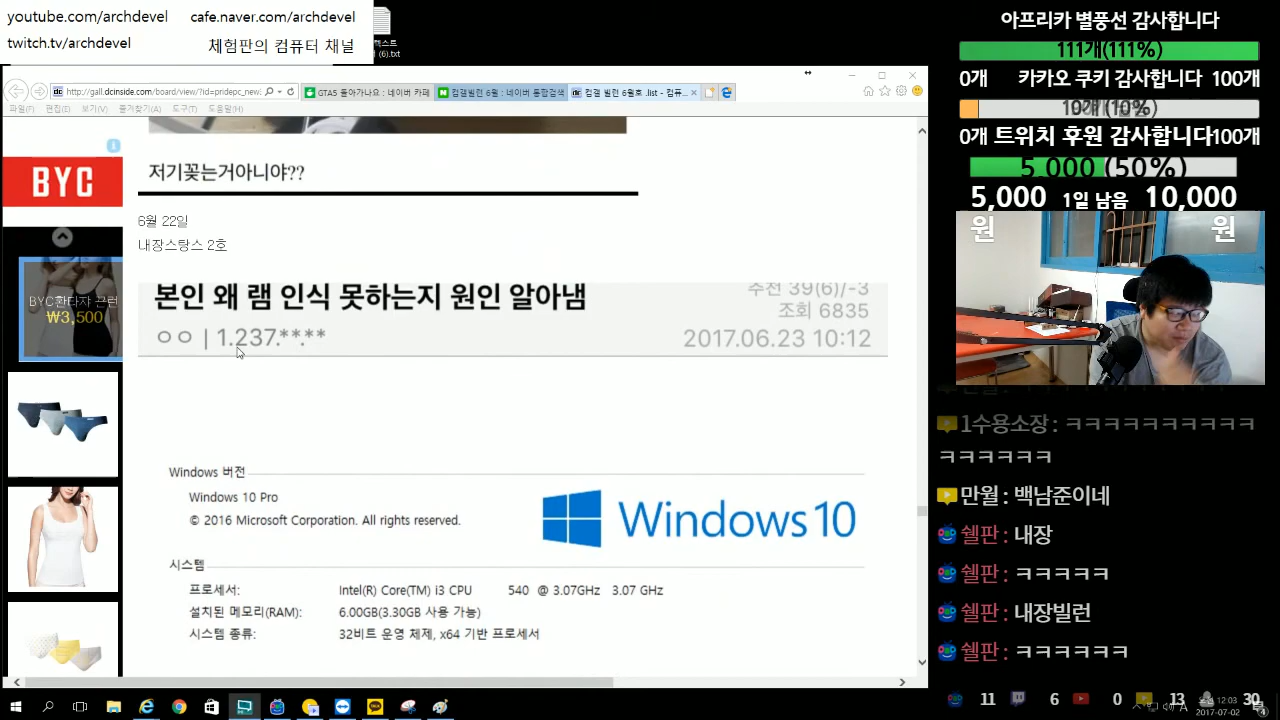 youtube.com/archdevel cafe.naver.com/archdevel
twitch.tv/archdevel 체험판의 컴퓨터 채널
(6).txt
http://gall.dcinside.com/board/view/?id=pridepc_new
GTA5 돌아가나요 : 네이버 카페
컴갤빌런 6월 : 네이버 통합검색
컴갤 6월호 .list - 컴퓨...
파일(F) 편집(E) 보기(V) 즐겨찾기(A) 도구(T) 도움말(H)
BYC
BYC환타자 끈런
₩3,500
저기꽂는거아니야??
6월 22일
내장스탕스 2호
본인 왜 램 인식 못하는지 원인 알아냄
추천 39(6)/-3
조회 6835
ㅇㅇ | 1.237.**.**
2017.06.23 10:12
Windows 버전
Windows 10 Pro
© 2016 Microsoft Corporation. All rights reserved.
Windows 10
시스템
프로세서: Intel(R) Core(TM) i3 CPU 540 @ 3.07GHz 3.07 GHz
설치된 메모리(RAM): 6.00GB(3.30GB 사용 가능)
시스템 종류: 32비트 운영 체제, x64 기반 프로세서
아프리카 별풍선 감사합니다
111개(111%)
0개 카카오 쿠키 감사합니다 100개
10개 (10%)
0개 트위치 후원 감사합니다 100개
5,000 (50%)
5,000 1일 남음 10,000
원 원
1수용소장 : ㅋㅋㅋㅋㅋㅋㅋㅋㅋㅋ
ㅋㅋㅋㅋㅋㅋ
만월 : 백남준이네
쉘판 : 내장
쉘판 : ㅋㅋㅋㅋㅋ
쉘판 : 내장빌런
쉘판 : ㅋㅋㅋㅋㅋㅋ
11 6 0 13 30
오전 12:03
2017-07-02